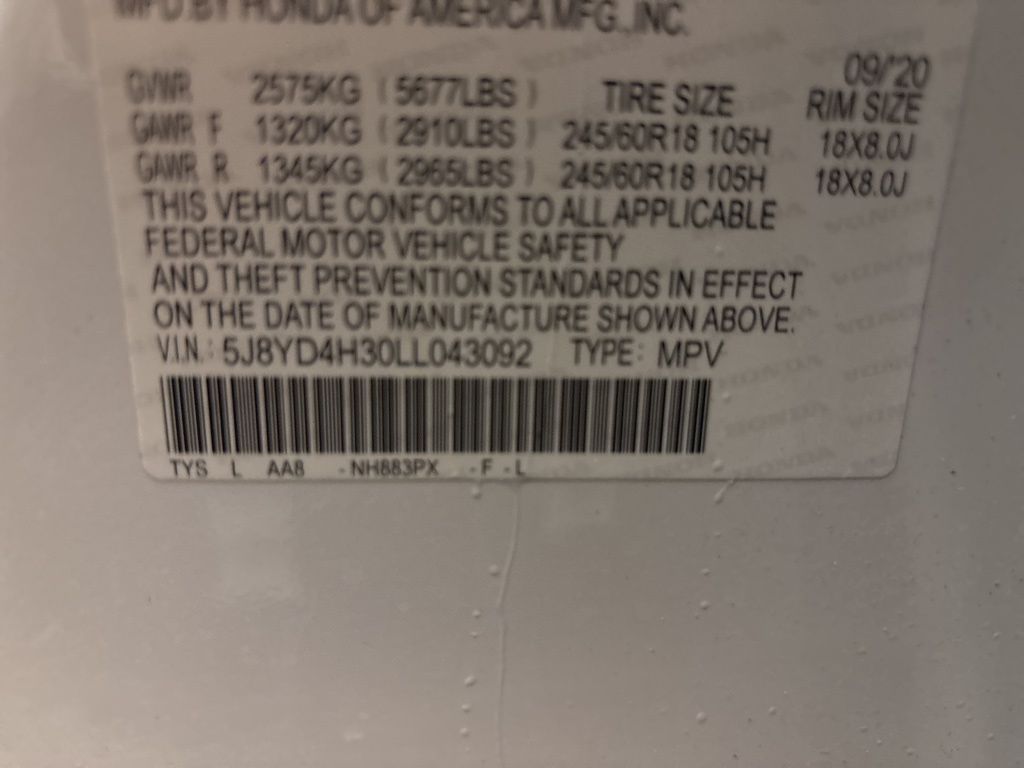 MFD.BY HONDA OF AMERICA MFG.,INC.
09/'20
GVWR 2575KG (5677LBS) TIRE SIZE RIM SIZE
GAWR F 1320KG (2910LBS) 245/60R18 105H 18X8.0J
GAWR R 1345KG (2965LBS) 245/60R18 105H 18X8.0J
THIS VEHICLE CONFORMS TO ALL APPLICABLE
FEDERAL MOTOR VEHICLE SAFETY
AND THEFT PREVENTION STANDARDS IN EFFECT
ON THE DATE OF MANUFACTURE SHOWN ABOVE.
V.I.N.: 5J8YD4H30LL043092 TYPE: MPV
TYS L AA8 -NH883PX -F -L